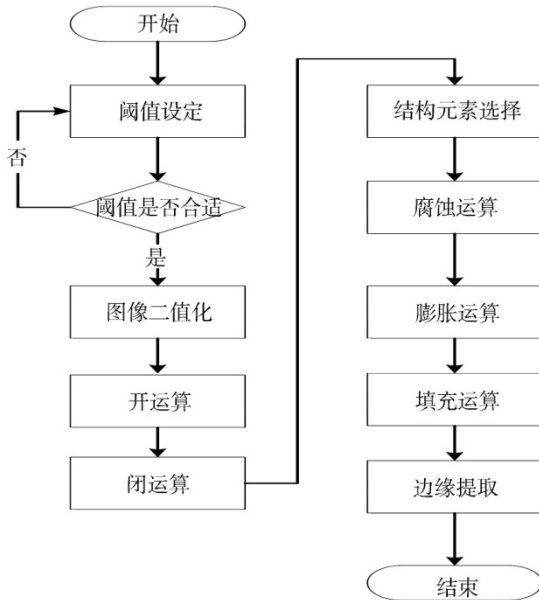 开始
阈值设定
否
阈值是否合适
是
图像二值化
开运算
闭运算
结构元素选择
腐蚀运算
膨胀运算
填充运算
边缘提取
结束